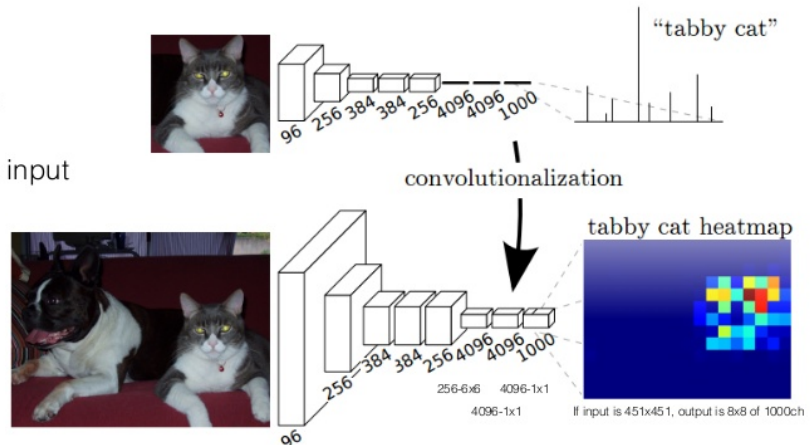 “tabby cat”
96
256
384
384
256
4096
4096
1000
input
convolutionalization
tabby cat heatmap
96
256
384
384
256
4096
4096
1000
256-6x6 4096-1x1
4096-1x1
If input is 451x451, output is 8x8 of 1000ch